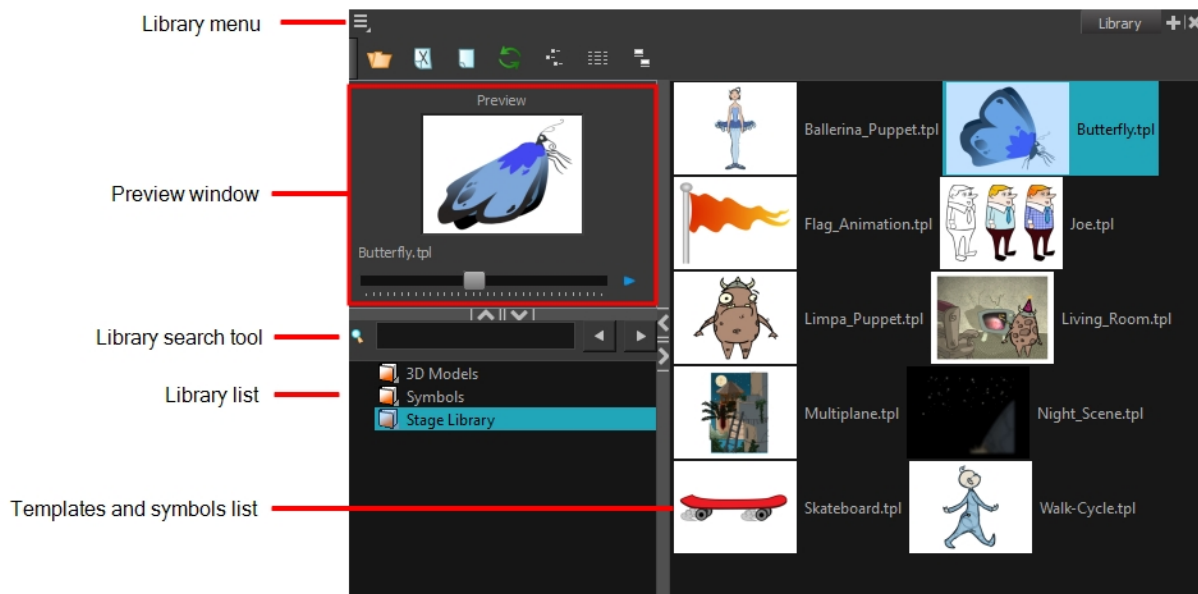 Library menu
Library
Preview window
Preview
Butterfly.tpl
Library search tool
Library list
3D Models
Symbols
Stage Library
Templates and symbols list
Ballerina_Puppet.tpl
Butterfly.tpl
Flag_Animation.tpl
Joe.tpl
Limpa_Puppet.tpl
Living_Room.tpl
Multiplane.tpl
Night_Scene.tpl
Skateboard.tpl
Walk-Cycle.tpl